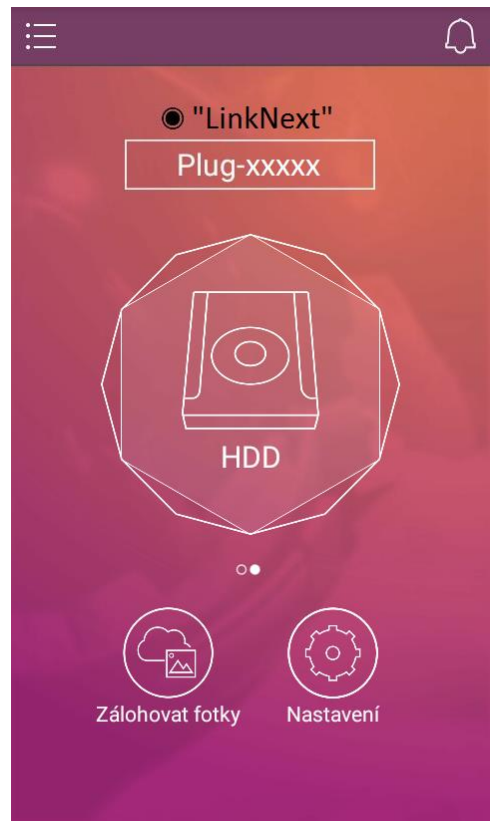 "LinkNext"
Plug-xxxxx
HDD
Zálohovat fotky
Nastavení